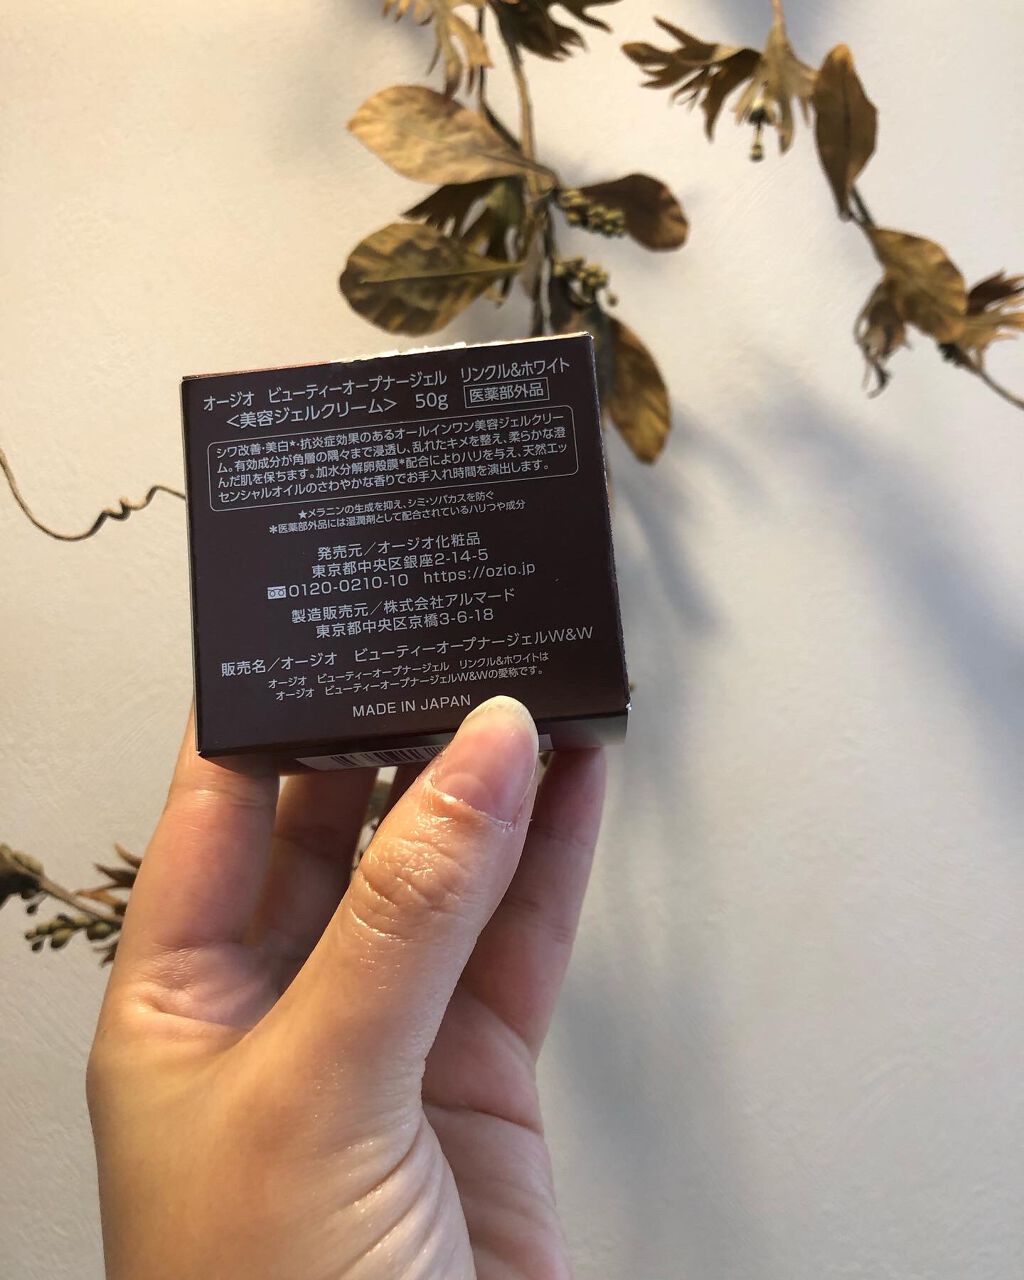 オージオ ビューティーオープナージェル リンクル&ホワイト
<美容ジェルクリーム> 50g 医薬部外品
シワ改善・美白★・抗炎症効果のあるオールインワン美容ジェルクリー
ム。有効成分が角層の隅々まで浸透し、乱れたキメを整え、柔らかな澄
んだ肌を保ちます。加水分解卵殻膜*配合によりハリを与え、天然エッ
センシャルオイルのさわやかな香りでお手入れ時間を演出します。
★メラニンの生成を抑え、シミ・ソバカスを防ぐ
*医薬部外品には湿潤剤として配合されているハリつや成分
発売元/オージオ化粧品
東京都中央区銀座2-14-5
0120-0210-10 https://ozio.jp
製造販売元/株式会社アルマード
東京都中央区京橋3-6-18
販売名/オージオ ビューティーオープナージェルW&W
オージオ ビューティーオープナージェル リンクル&ホワイトは
オージオ ビューティーオープナージェルW&Wの愛称です。
MADE IN JAPAN